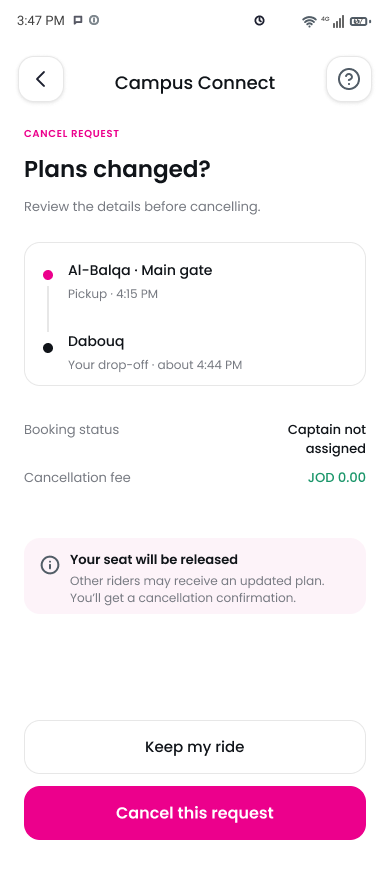 3:47 PM
4G
Campus Connect
CANCEL REQUEST
Plans changed?
Review the details before cancelling.
Al-Balqa · Main gate
Pickup · 4:15 PM
Dabouq
Your drop-off · about 4:44 PM
Booking status
Captain not
assigned
Cancellation fee
JOD 0.00
Your seat will be released
Other riders may receive an updated plan.
You’ll get a cancellation confirmation.
Keep my ride
Cancel this request